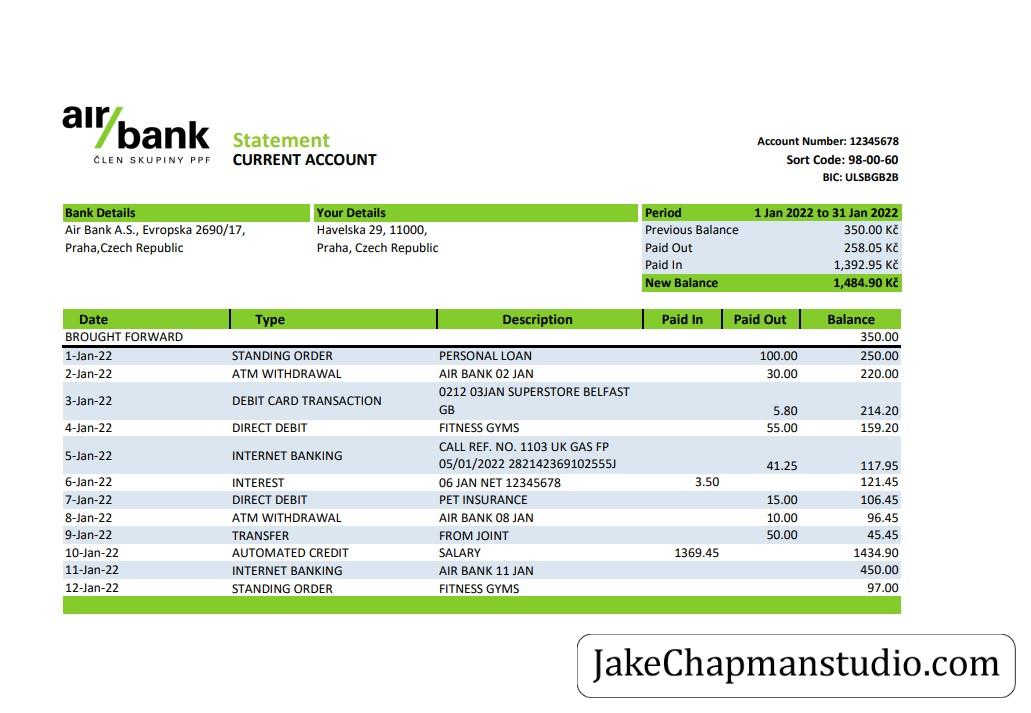 air bank
ČLEN SKUPINY PPF
Statement
CURRENT ACCOUNT
Account Number: 12345678
Sort Code: 98-00-60
BIC: ULSBGB2B
Bank Details
Air Bank A.S., Evropska 2690/17,
Praha,Czech Republic
Your Details
Havelska 29, 11000,
Praha, Czech Republic
Period 1 Jan 2022 to 31 Jan 2022
Previous Balance 350.00 Kč
Paid Out 258.05 Kč
Paid In 1,392.95 Kč
New Balance 1,484.90 Kč
Date Type Description Paid In Paid Out Balance
BROUGHT FORWARD 350.00
1-Jan-22 STANDING ORDER PERSONAL LOAN 100.00 250.00
2-Jan-22 ATM WITHDRAWAL AIR BANK 02 JAN 30.00 220.00
3-Jan-22 DEBIT CARD TRANSACTION 0212 03JAN SUPERSTORE BELFAST
GB 5.80 214.20
4-Jan-22 DIRECT DEBIT FITNESS GYMS 55.00 159.20
5-Jan-22 INTERNET BANKING CALL REF. NO. 1103 UK GAS FP
05/01/2022 282142369102555J 41.25 117.95
6-Jan-22 INTEREST 06 JAN NET 12345678 3.50 121.45
7-Jan-22 DIRECT DEBIT PET INSURANCE 15.00 106.45
8-Jan-22 ATM WITHDRAWAL AIR BANK 08 JAN 10.00 96.45
9-Jan-22 TRANSFER FROM JOINT 50.00 45.45
10-Jan-22 AUTOMATED CREDIT SALARY 1369.45 1434.90
11-Jan-22 INTERNET BANKING AIR BANK 11 JAN 450.00
12-Jan-22 STANDING ORDER FITNESS GYMS 97.00
JakeChapmanstudio.com